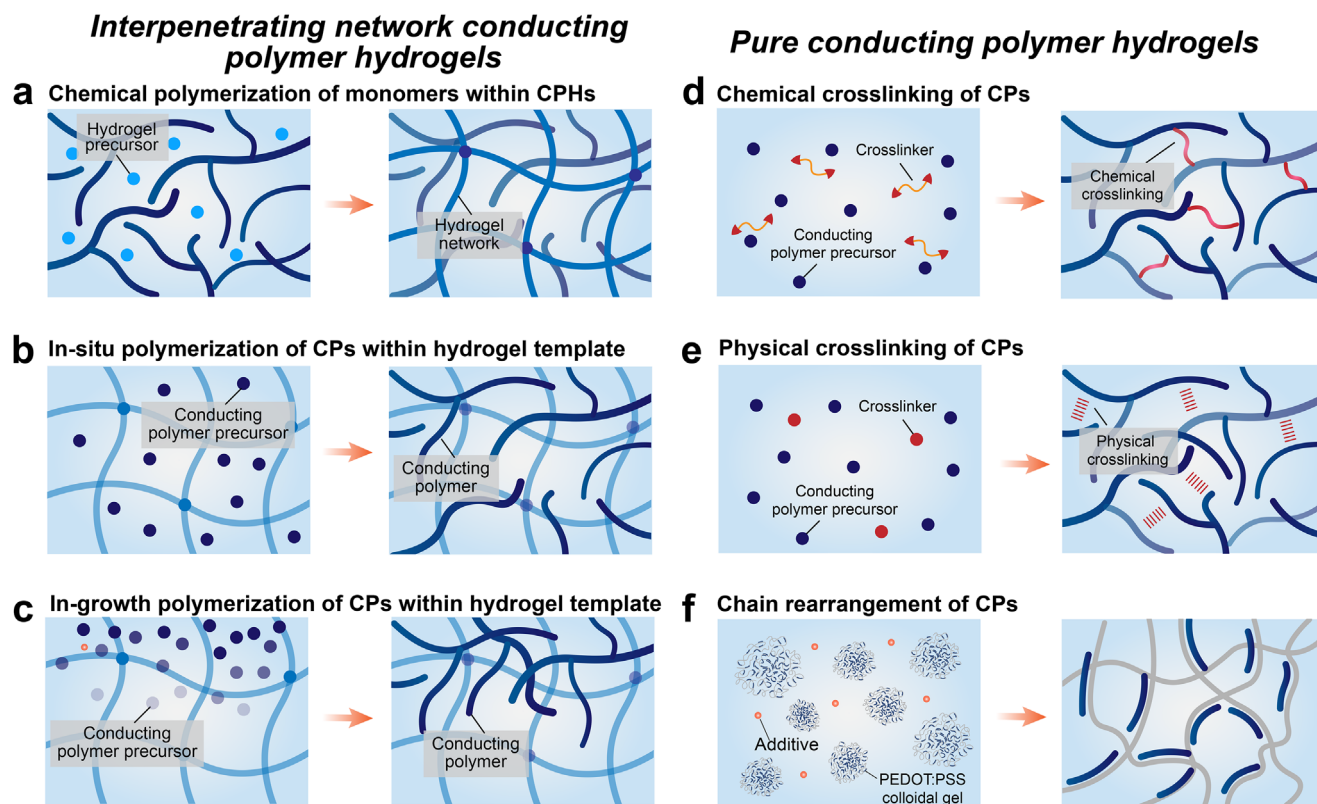 Interpenetrating network conducting
polymer hydrogels
Pure conducting polymer hydrogels
a Chemical polymerization of monomers within CPHs
Hydrogel
precursor
Hydrogel
network
b In-situ polymerization of CPs within hydrogel template
Conducting
polymer precursor
Conducting
polymer
c In-growth polymerization of CPs within hydrogel template
Conducting
polymer precursor
Conducting
polymer
d Chemical crosslinking of CPs
Crosslinker
Conducting
polymer precursor
Chemical
crosslinking
e Physical crosslinking of CPs
Crosslinker
Conducting
polymer precursor
Physical
crosslinking
f Chain rearrangement of CPs
Additive
PEDOT:PSS
colloidal gel